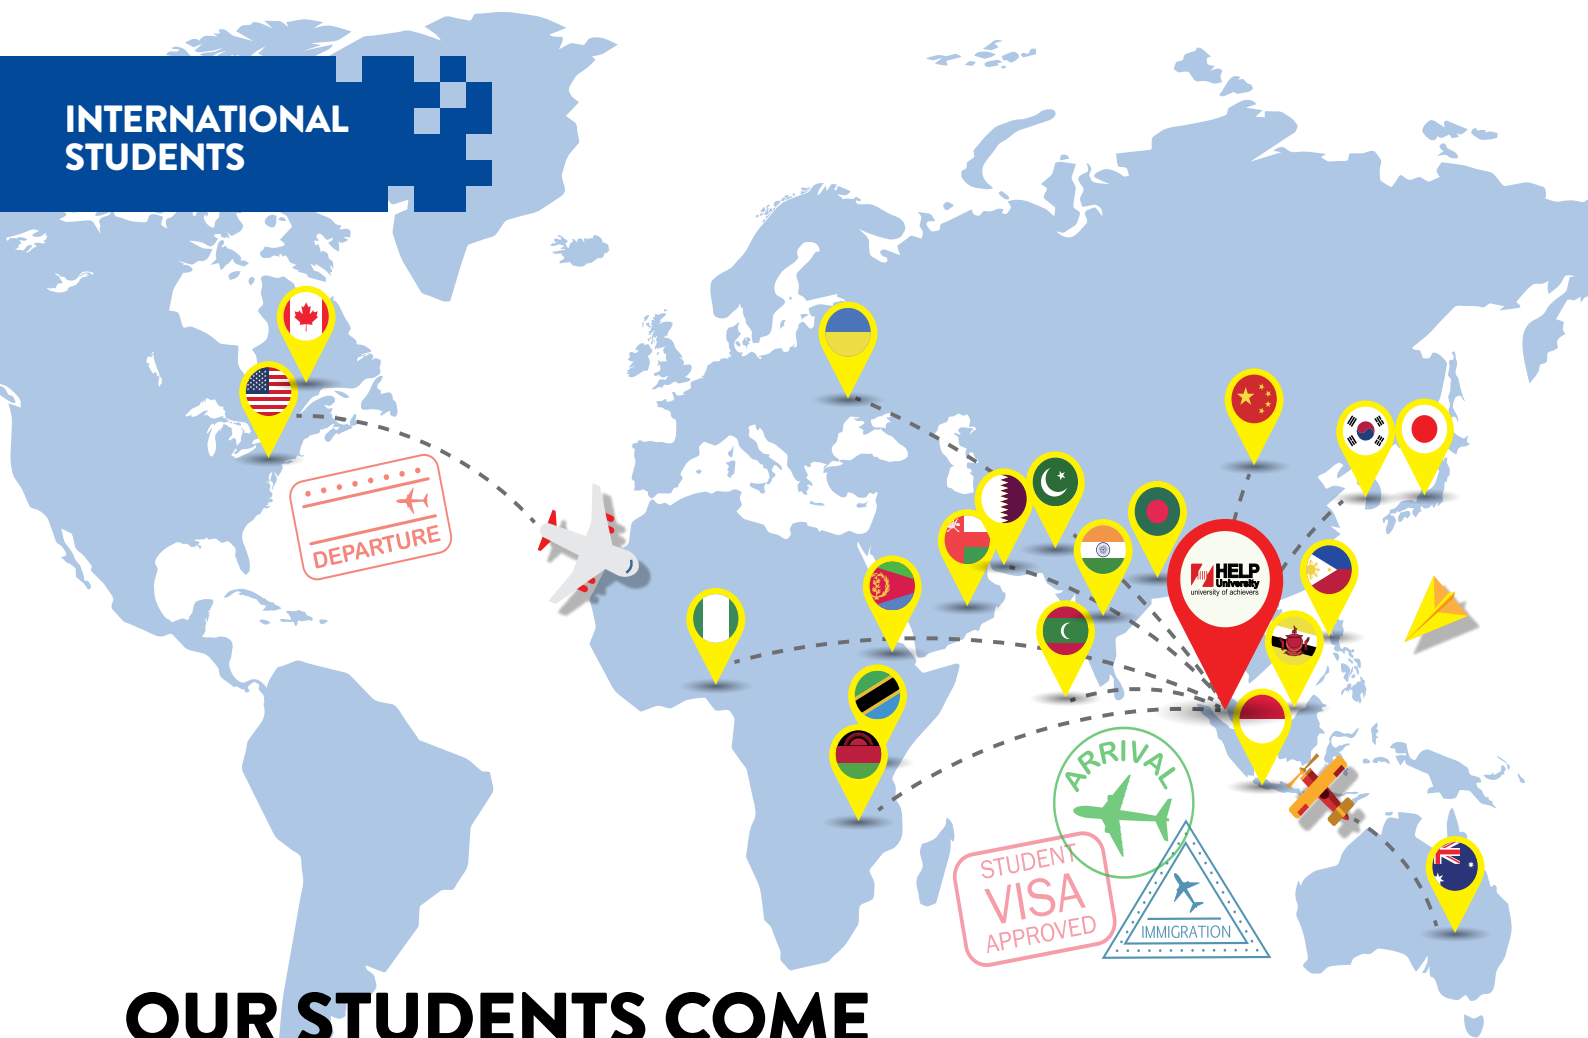 INTERNATIONAL
STUDENTS
DEPARTURE
HELP
University
university of achievers
ARRIVAL
STUDENT
VISA
APPROVED
IMMIGRATION
OUR STUDENTS COME